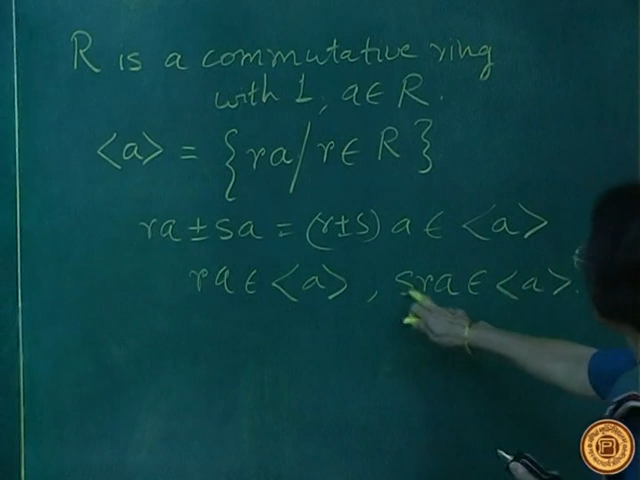 R is a commutative ring
with 1, a ∈ R.
<a> = {ra / r ∈ R}
ra ± sa = (r ± s) a ∈ <a>
ra ∈ <a>, sra ∈ <a>.